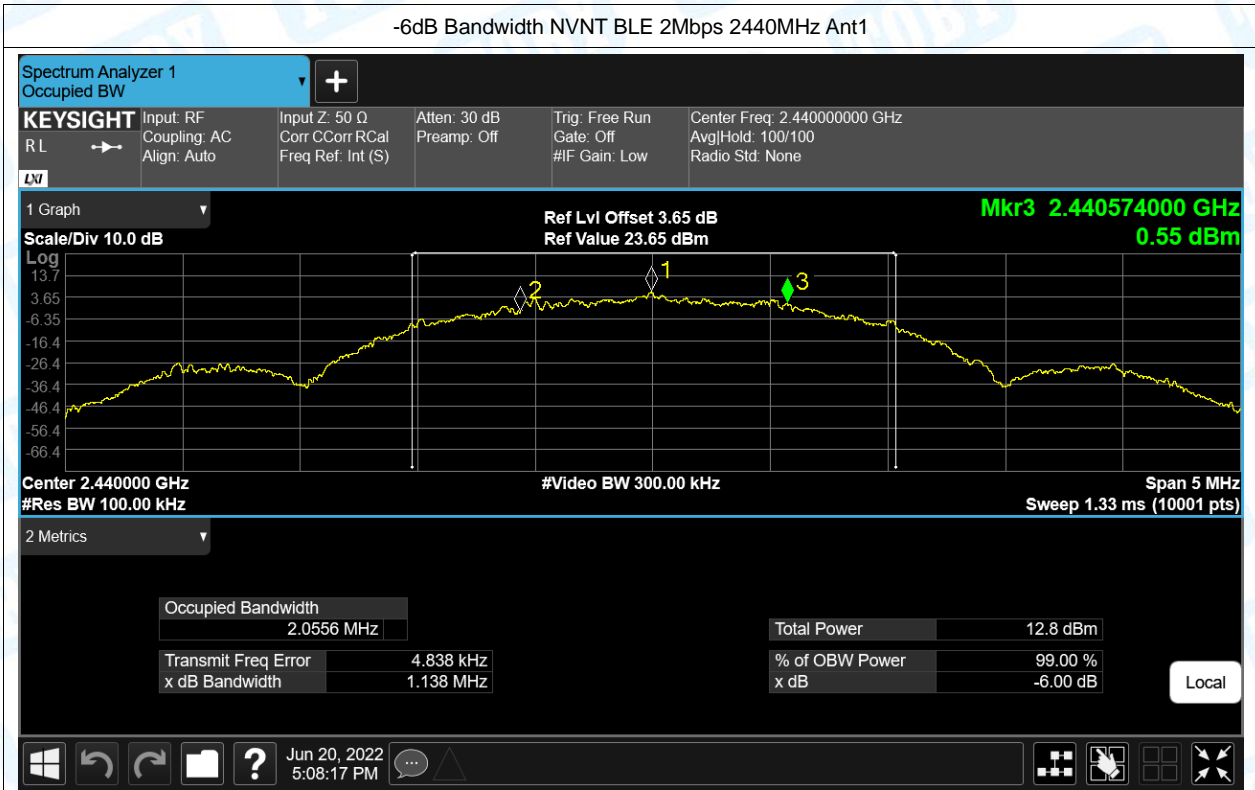 -6dB Bandwidth NVNT BLE 2Mbps 2440MHz Ant1
Spectrum Analyzer 1
Occupied BW
KEYSIGHT
R L
LXI
Input: RF
Coupling: AC
Align: Auto
Input Z: 50 Ω
Corr CCorr RCal
Freq Ref: Int (S)
Atten: 30 dB
Preamp: Off
Trig: Free Run
Gate: Off
#IF Gain: Low
Center Freq: 2.440000000 GHz
Avg|Hold: 100/100
Radio Std: None
1 Graph
Scale/Div 10.0 dB
Ref Lvl Offset 3.65 dB
Ref Value 23.65 dBm
Mkr3 2.440574000 GHz
0.55 dBm
Log
13.7
3.65
-6.35
-16.4
-26.4
-36.4
-46.4
-56.4
-66.4
2
1
3
Center 2.440000 GHz
#Res BW 100.00 kHz
#Video BW 300.00 kHz
Span 5 MHz
Sweep 1.33 ms (10001 pts)
2 Metrics
Occupied Bandwidth
2.0556 MHz
Transmit Freq Error 4.838 kHz
x dB Bandwidth 1.138 MHz
Total Power 12.8 dBm
% of OBW Power 99.00 %
x dB -6.00 dB
Local
?
Jun 20, 2022
5:08:17 PM